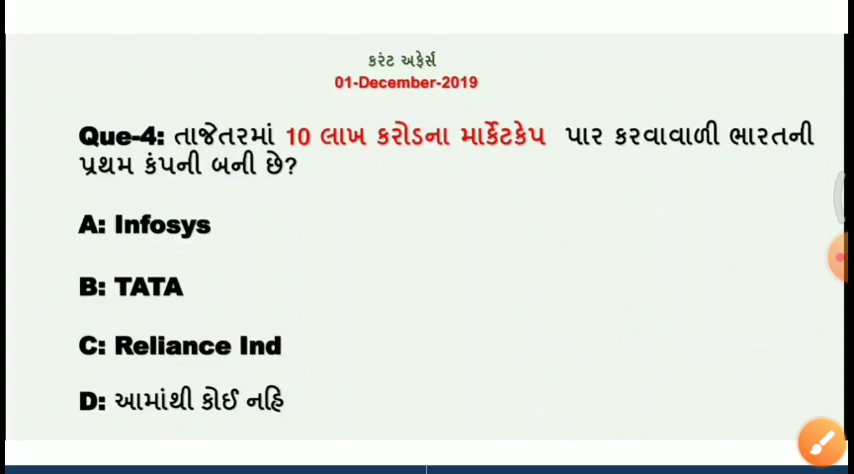 કરંટ અફેર્સ
01-December-2019
Que-4: તાજેતરમાં 10 લાખ કરોડના માર્કેટકેપ પાર કરવાવાળી ભારતની
પ્રથમ કંપની બની છે?
A: Infosys
B: TATA
C: Reliance Ind
D: આમાંથી કોઈ નહિ